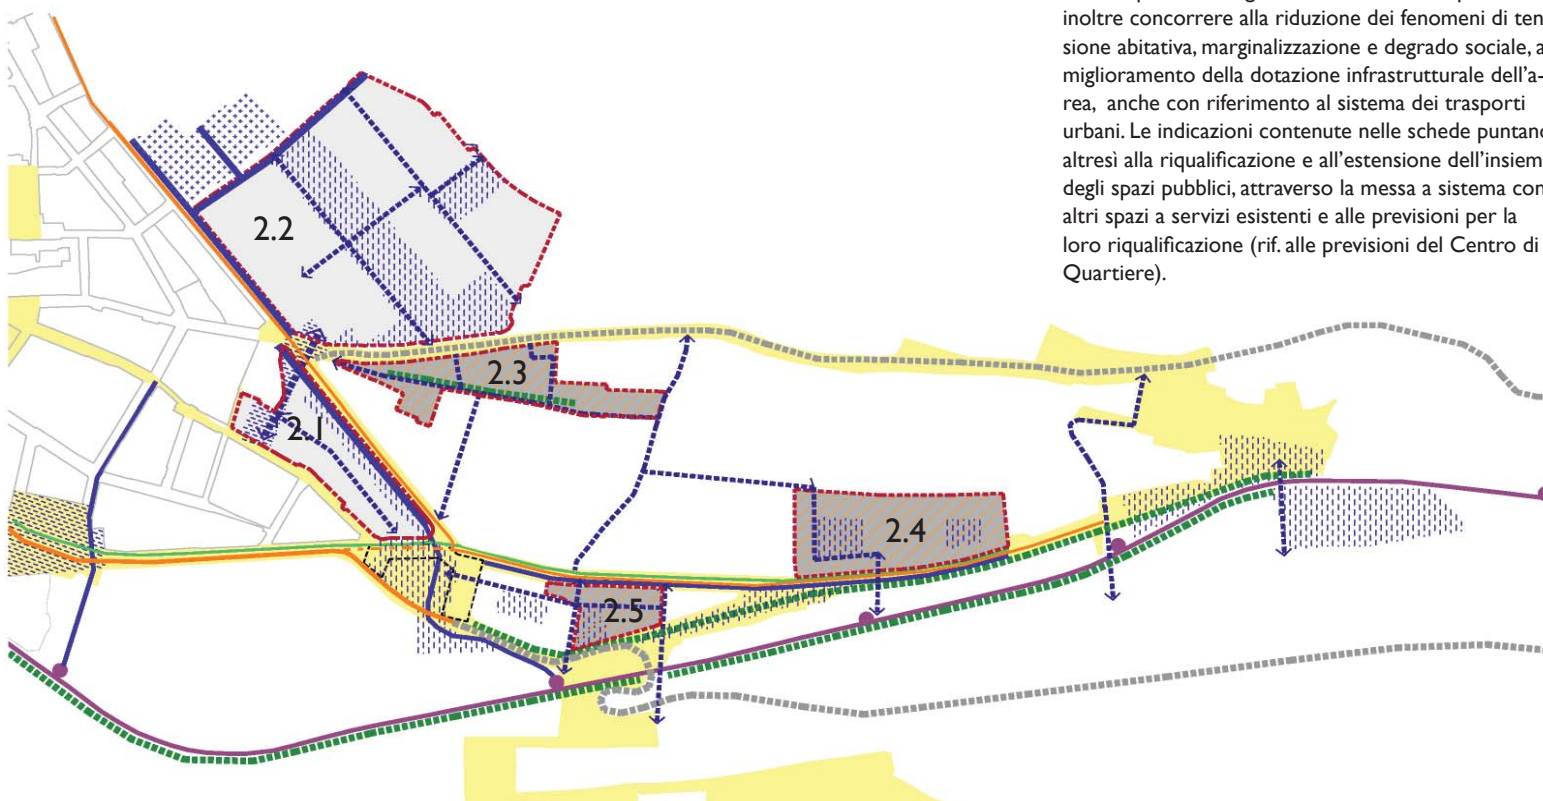 inoltre concorrere alla riduzione dei fenomeni di ten-
sione abitativa, marginalizzazione e degrado sociale, a
miglioramento della dotazione infrastrutturale dell'a-
rea, anche con riferimento al sistema dei trasporti
urbani. Le indicazioni contenute nelle schede puntano
altresì alla riqualificazione e all'estensione dell'insiem
degli spazi pubblici, attraverso la messa a sistema con
altri spazi a servizi esistenti e alle previsioni per la
loro riqualificazione (rif. alle previsioni del Centro di
Quartiere).
2.2
2.3
2.1
2.4
2.5